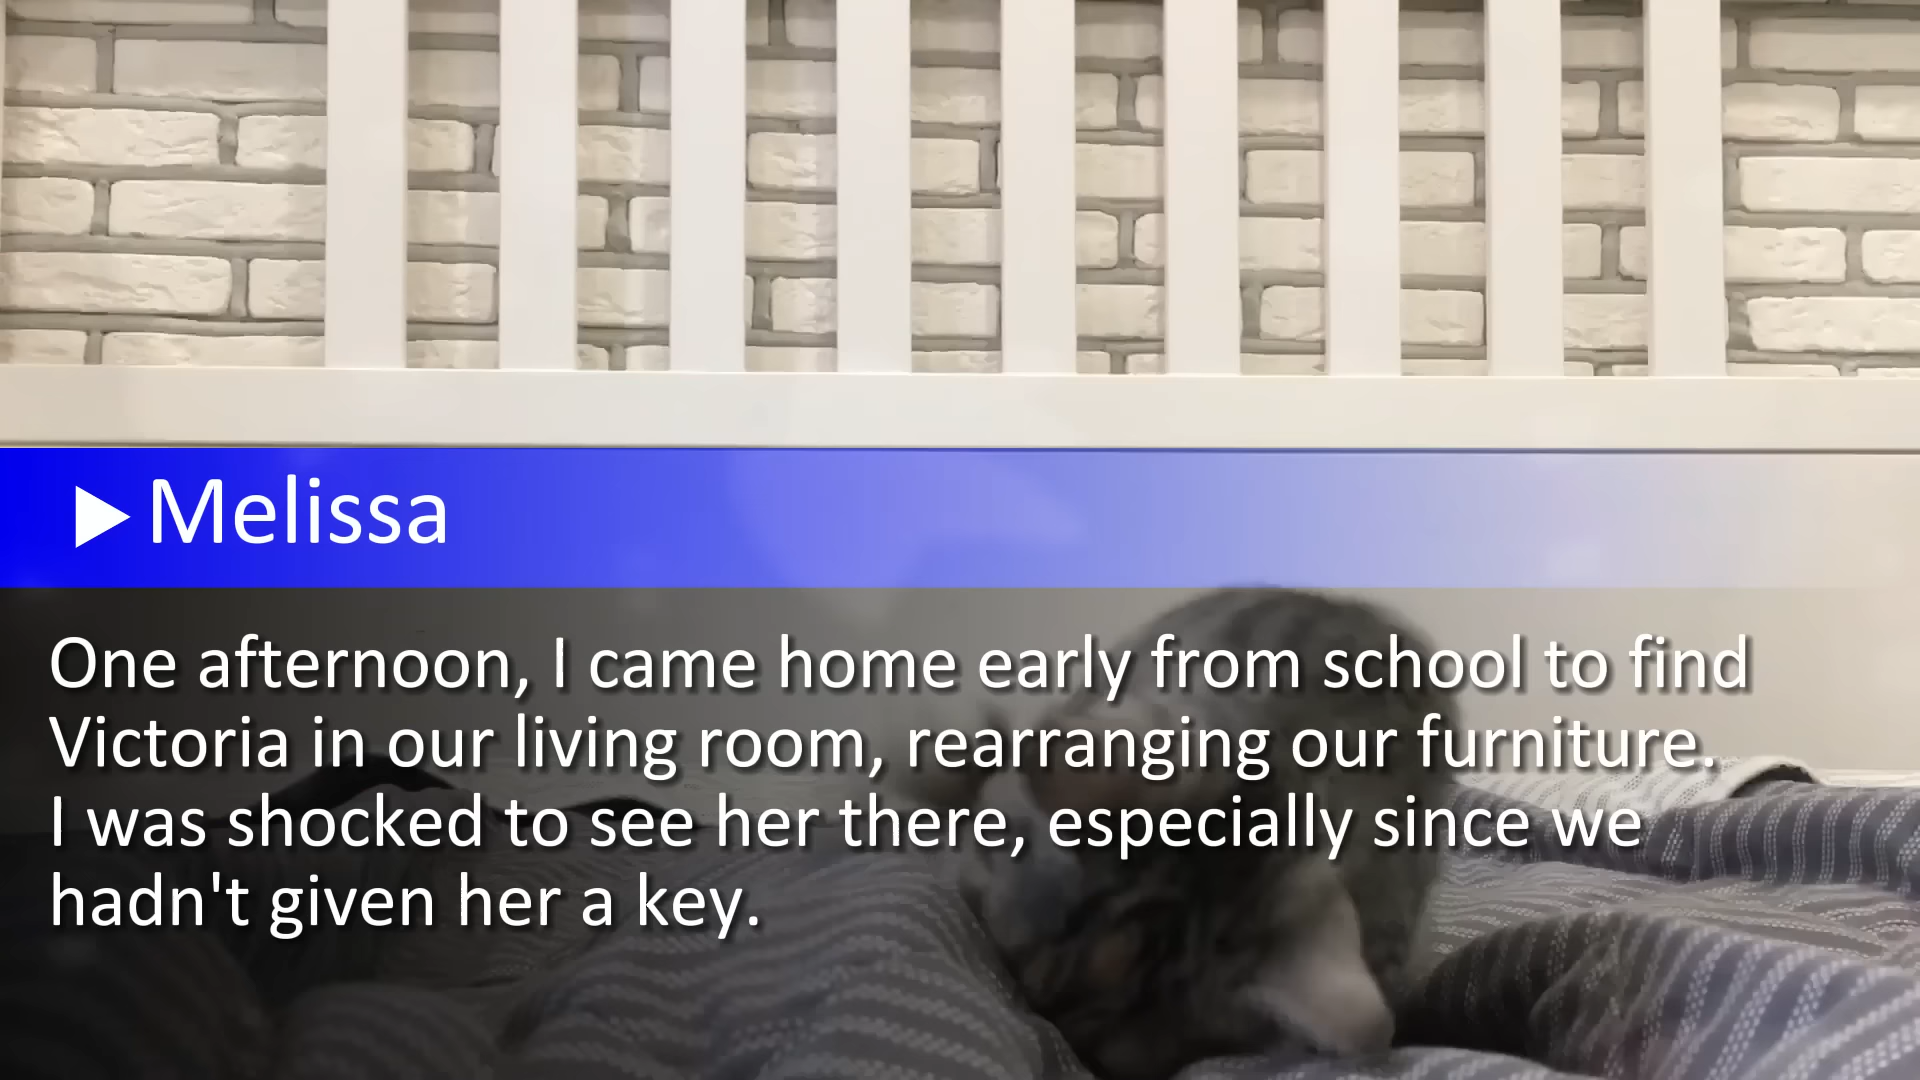 Melissa
One afternoon, I came home early from school to find
Victoria in our living room, rearranging our furniture.
I was shocked to see her there, especially since we
hadn't given her a key.